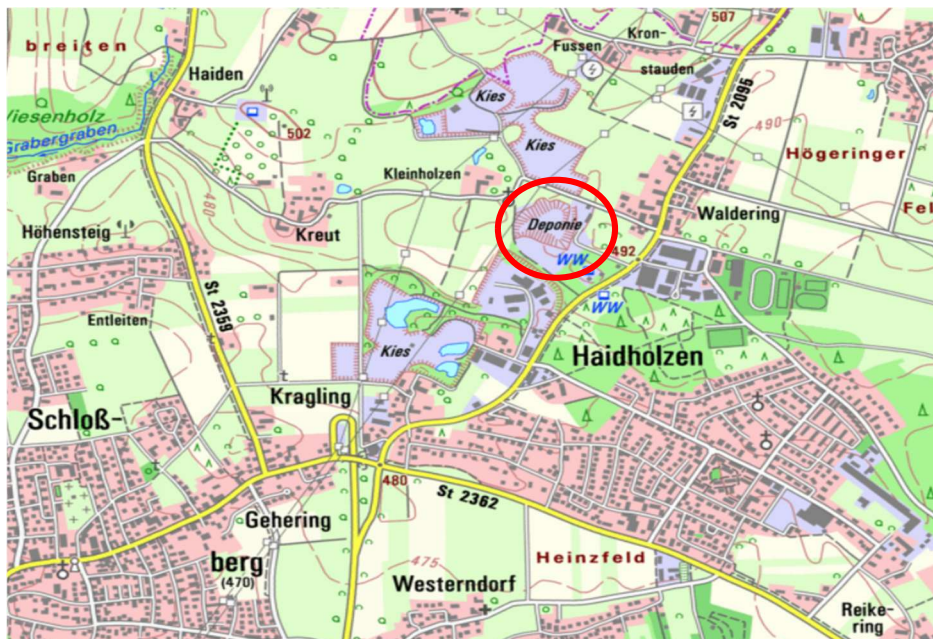 507
Kron-
breiten
Fussen
stauden
Haiden
Kies
St 2095
Wiesenholz
490
502
Grabergraben
Kies
Högeringer
Graben
Kleinholzen
480
Fel
Deponie
Waldering
Höhensteig
Kreut
492
WW
WW
Entleiten
St 2359
Kies
Haidholzen
Kragling
Schloß-
480
St 2362
Gehering
berg
(470)
475
Heinzfeld
Westerndorf
Reike-
ring